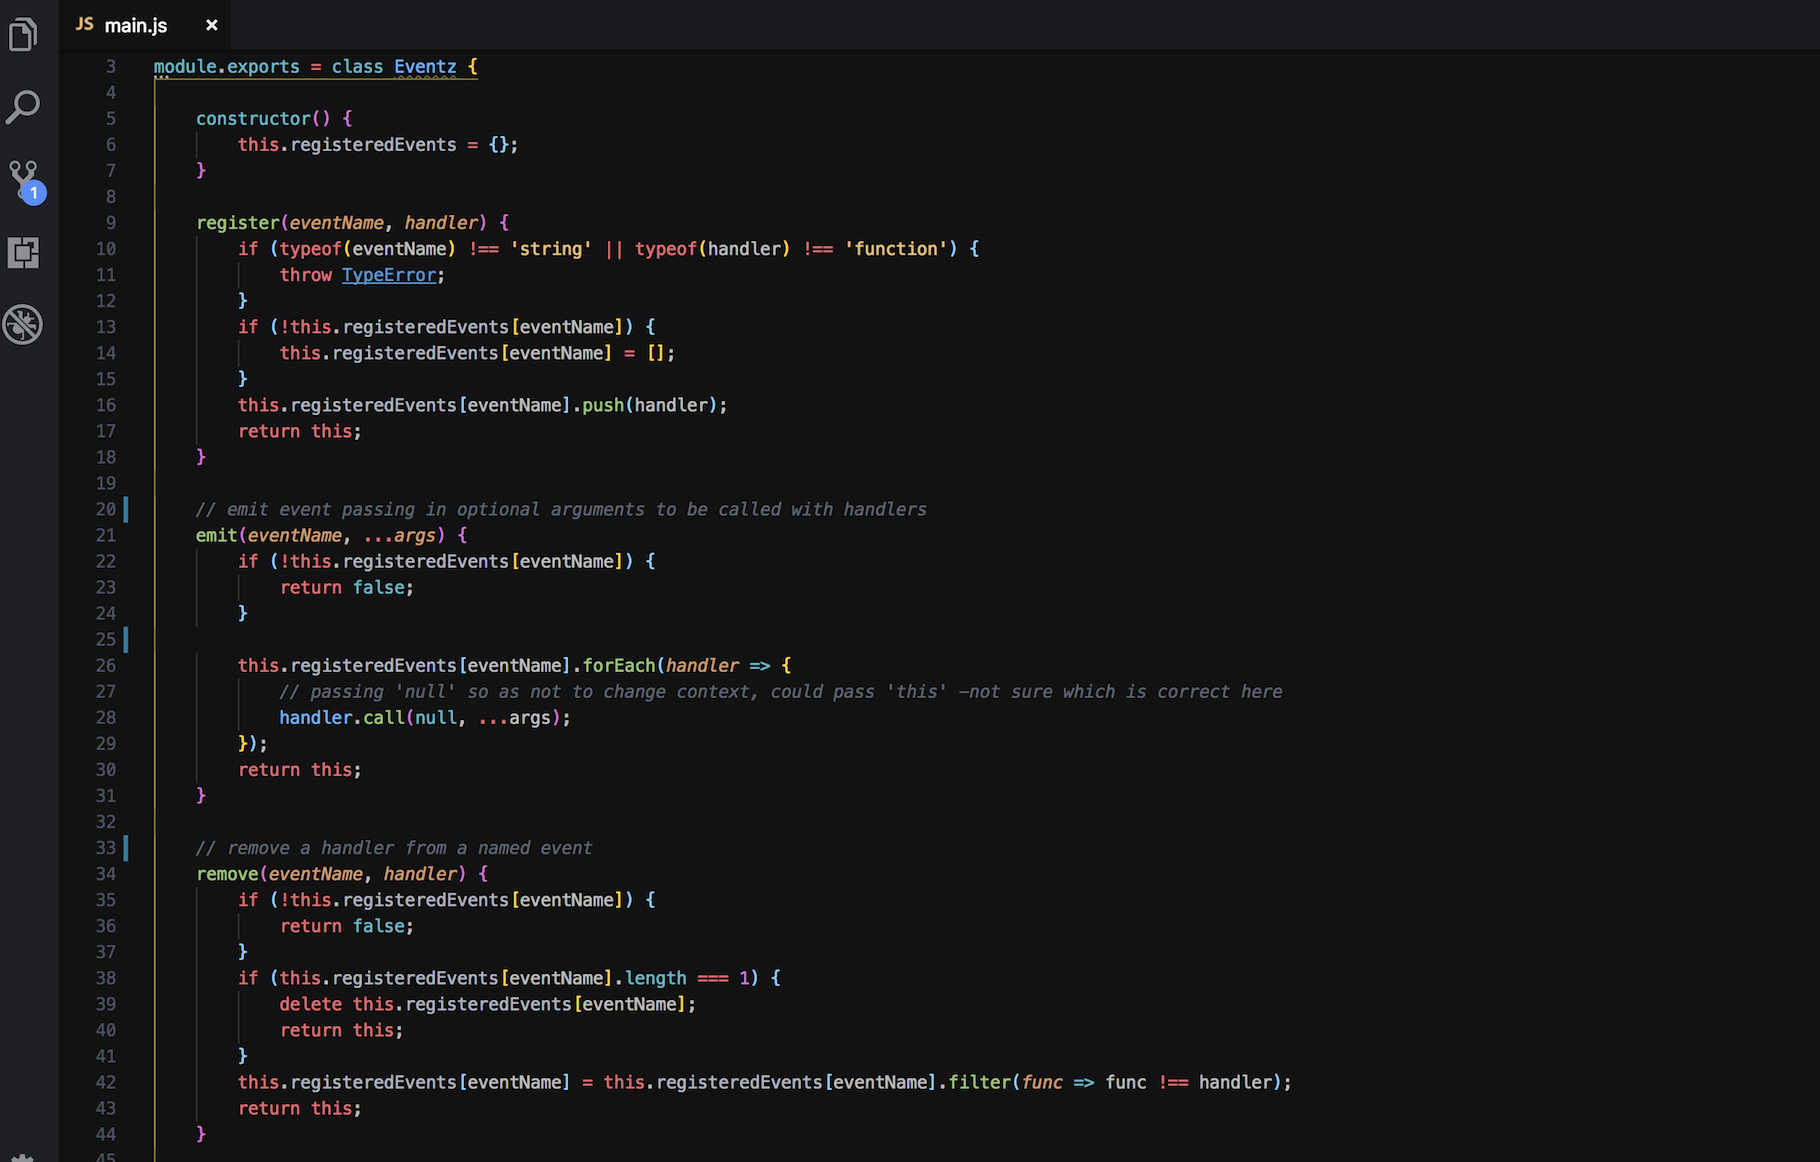 JS main.js ×
3 module.exports = class Eventz {
4
5 constructor() {
6 this.registeredEvents = {};
7 }
8
9 register(eventName, handler) {
10 if (typeof(eventName) !== 'string' || typeof(handler) !== 'function') {
11 throw TypeError;
12 }
13 if (!this.registeredEvents[eventName]) {
14 this.registeredEvents[eventName] = [];
15 }
16 this.registeredEvents[eventName].push(handler);
17 return this;
18 }
19
20 // emit event passing in optional arguments to be called with handlers
21 emit(eventName, ...args) {
22 if (!this.registeredEvents[eventName]) {
23 return false;
24 }
25
26 this.registeredEvents[eventName].forEach(handler => {
27 // passing 'null' so as not to change context, could pass 'this' —not sure which is correct here
28 handler.call(null, ...args);
29 });
30 return this;
31 }
32
33 // remove a handler from a named event
34 remove(eventName, handler) {
35 if (!this.registeredEvents[eventName]) {
36 return false;
37 }
38 if (this.registeredEvents[eventName].length === 1) {
39 delete this.registeredEvents[eventName];
40 return this;
41 }
42 this.registeredEvents[eventName] = this.registeredEvents[eventName].filter(func => func !== handler);
43 return this;
44 }
45
1